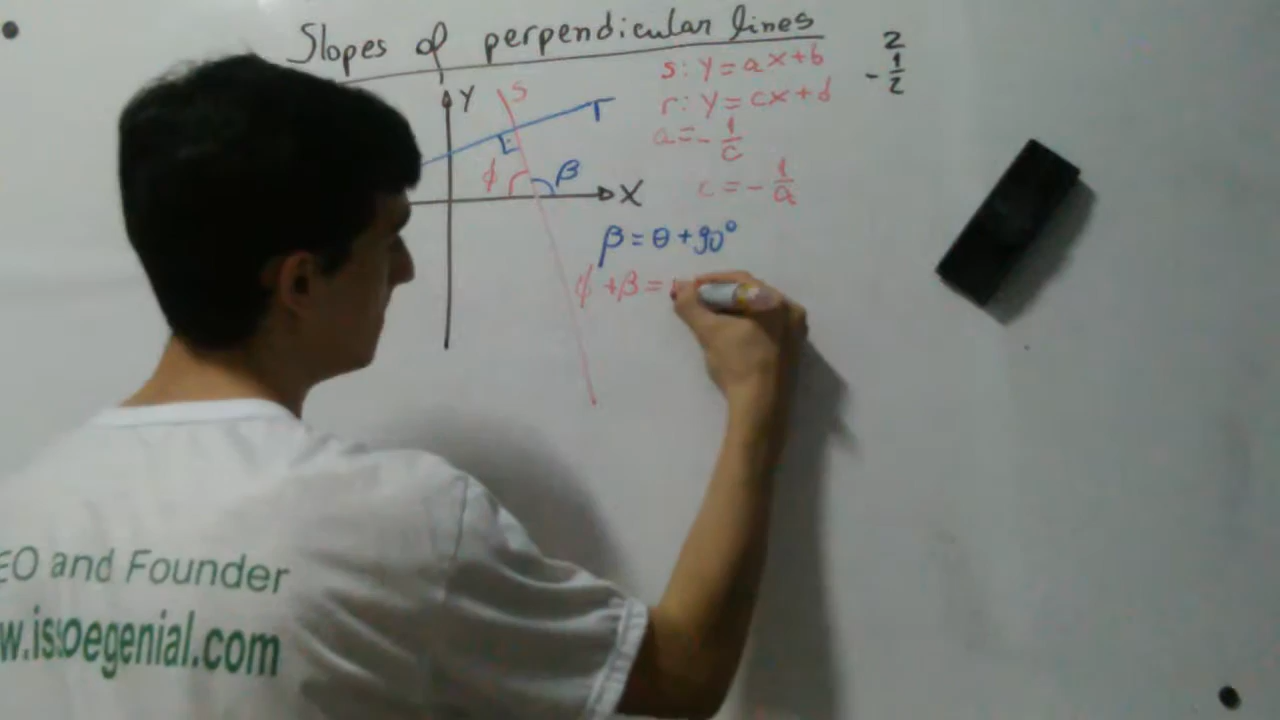 Slopes of perpendicular lines
s: y = ax + b
r: y = cx + d
a = - 1/c
c = - 1/a
2
- 1/2
Y
S
r
ϕ
β
X
β = θ + 90°
ϕ + β =
EO and Founder
w.issoegenial.com